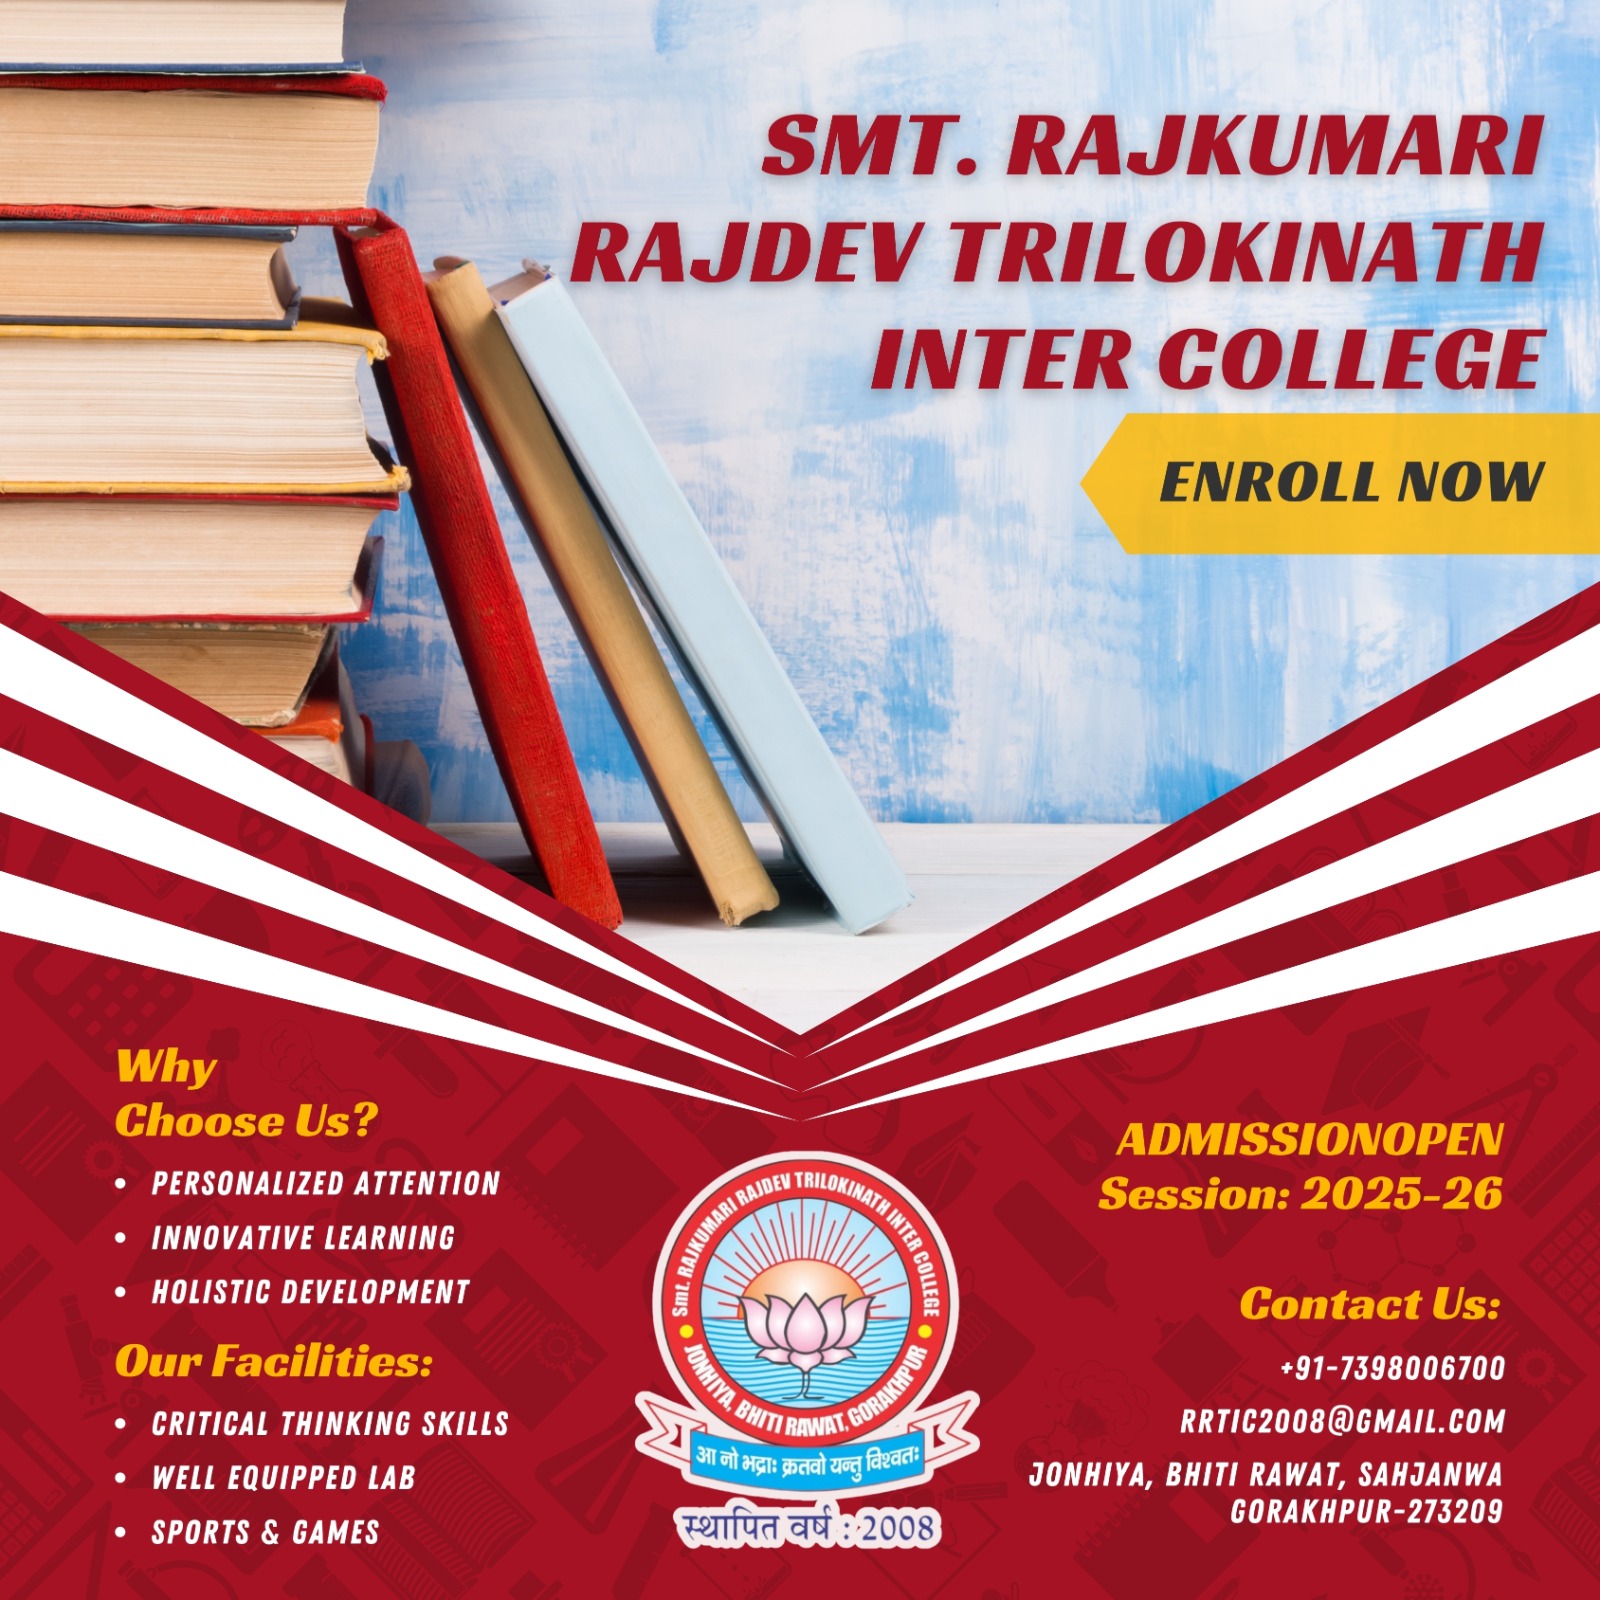 SMT. RAJKUMARI
RAJDEV TRILOKINATH
INTER COLLEGE
ENROLL NOW
Why
Choose Us?
• PERSONALIZED ATTENTION
• INNOVATIVE LEARNING
• HOLISTIC DEVELOPMENT
Our Facilities:
• CRITICAL THINKING SKILLS
• WELL EQUIPPED LAB
• SPORTS & GAMES
Smt. RAJKUMARI RAJDEV TRILOKINATH INTER COLLEGE
JONHIYA, BHITI RAWAT, GORAKHPUR
आ नो भद्राः क्रतवो यन्तु विश्वतः
स्थापित वर्ष : 2008
ADMISSIONOPEN
Session: 2025-26
Contact Us:
+91-7398006700
RRTIC2008@GMAIL.COM
JONHIYA, BHITI RAWAT, SAHJANWA
GORAKHPUR-273209